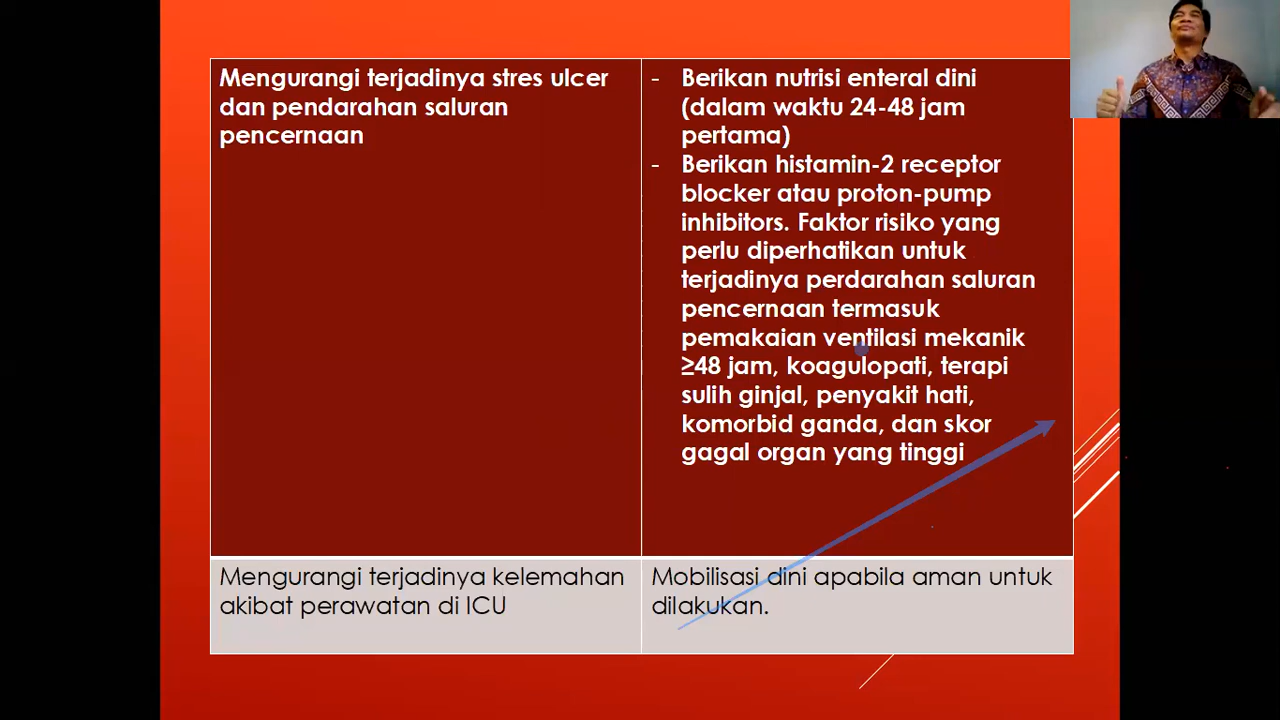 Mengurangi terjadinya stres ulcer
dan pendarahan saluran
pencernaan
- Berikan nutrisi enteral dini
(dalam waktu 24-48 jam
pertama)
- Berikan histamin-2 receptor
blocker atau proton-pump
inhibitors. Faktor risiko yang
perlu diperhatikan untuk
terjadinya perdarahan saluran
pencernaan termasuk
pemakaian ventilasi mekanik
≥48 jam, koagulopati, terapi
sulih ginjal, penyakit hati,
komorbid ganda, dan skor
gagal organ yang tinggi
Mengurangi terjadinya kelemahan
akibat perawatan di ICU
Mobilisasi dini apabila aman untuk
dilakukan.